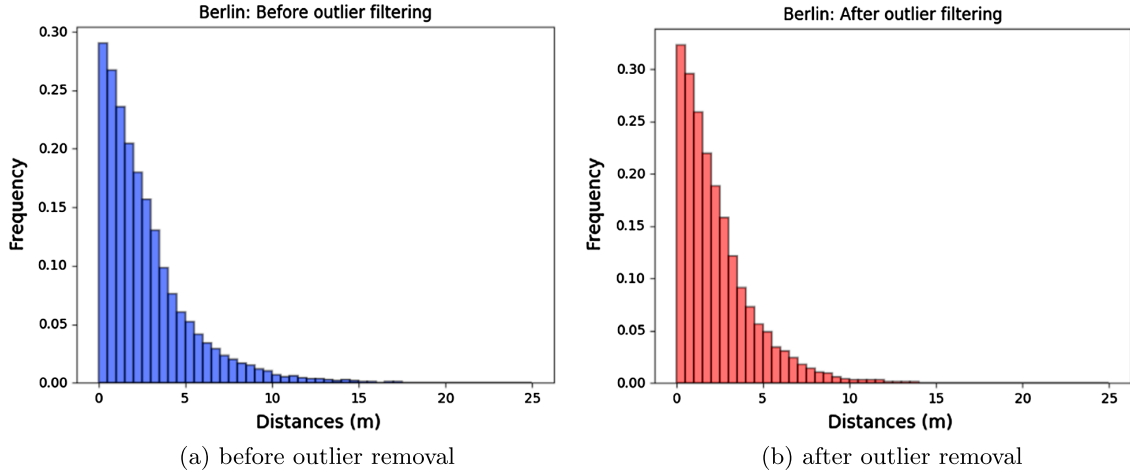 Berlin: Before outlier filtering
0.30
0.25
0.20
0.15
0.10
0.05
0.00
Frequency
0 5 10 15 20 25
Distances (m)
(a) before outlier removal
Berlin: After outlier filtering
0.30
0.25
0.20
0.15
0.10
0.05
0.00
Frequency
0 5 10 15 20 25
Distances (m)
(b) after outlier removal